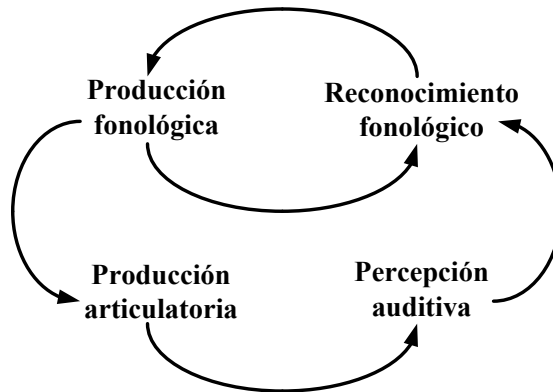 Producción
fonológica
Reconocimiento
fonológico
Producción
articulatoria
Percepción
auditiva